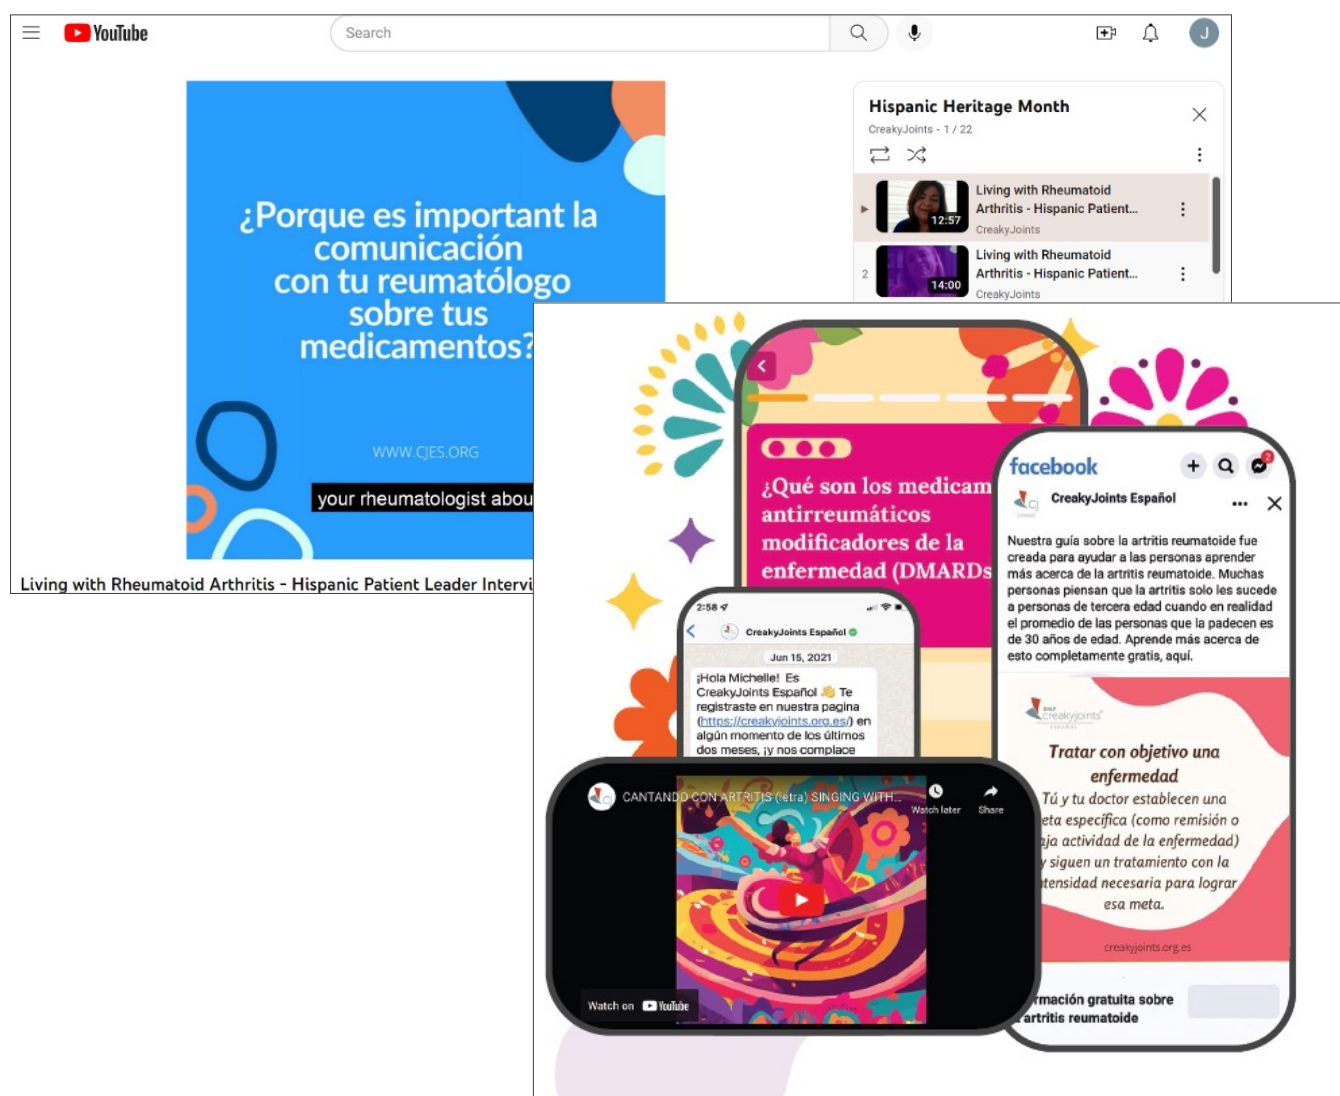 YouTube
Search
J
¿Porque es important la
comunicación
con tu reumatólogo
sobre tus
medicamentos?
WWW.CJES.ORG
your rheumatologist abou
Living with Rheumatoid Arthritis - Hispanic Patient Leader Intervi
Hispanic Heritage Month
CreakyJoints - 1 / 22
12:57
Living with Rheumatoid
Arthritis - Hispanic Patient...
CreakyJoints
2
14:00
Living with Rheumatoid
Arthritis - Hispanic Patient...
CreakyJoints
¿Qué son los medicam
antirreumáticos
modificadores de la
enfermedad (DMARDs
facebook
2
cj
CreakyJoints Español
Nuestra guía sobre la artritis reumatoide fue
creada para ayudar a las personas aprender
más acerca de la artritis reumatoide. Muchas
personas piensan que la artritis solo les sucede
a personas de tercera edad cuando en realidad
el promedio de las personas que la padecen es
de 30 años de edad. Aprende más acerca de
esto completamente gratis, aquí.
creakyjoints
ESPAÑOL
Tratar con objetivo una
enfermedad
Tú y tu doctor establecen una
eta específica (como remisión o
aja actividad de la enfermedad)
y siguen un tratamiento con la
tensidad necesaria para lograr
esa meta.
creakyjoints.org.es
rmación gratuita sobre
artritis reumatoide
2:58
CreakyJoints Español
Jun 15, 2021
¡Hola Michelle! Es
CreakyJoints Español 👋 Te
registraste en nuestra pagina
(https://creakyjoints.org.es/) en
algún momento de los últimos
dos meses, ¡y nos complace
cj
CANTANDO CON ARTRITIS (letra) SINGING WITH...
Watch later
Share
Watch on YouTube